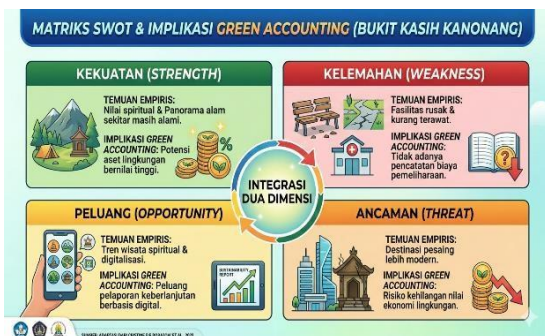 MATRIKS SWOT & IMPLIKASI GREEN ACCOUNTING (BUKIT KASIH KANONANG)
KEKUATAN (STRENGTH)
TEMUAN EMPIRIS:
Nilai spiritual & Panorama alam
sekitar masih alami.
IMPLIKASI GREEN
ACCOUNTING: Potensi
aset lingkungan
bernilai tinggi.
%
KELEMAHAN (WEAKNESS)
TEMUAN EMPIRIS:
Fasilitas rusak &
kurang terawat.
IMPLIKASI GREEN
ACCOUNTING:
Tidak adanya
pencatatan biaya
pemeliharaan.
?
INTEGRASI
DUA DIMENSI
PELUANG (OPPORTUNITY)
TEMUAN EMPIRIS:
Tren wisata spiritual &
digitalisasi.
IMPLIKASI GREEN
ACCOUNTING: Peluang
pelaporan keberlanjutan
berbasis digital.
REPORT
ANCAMAN (THREAT)
TEMUAN EMPIRIS:
Destinasi pesaing
lebih modern.
IMPLIKASI GREEN
ACCOUNTING:
Risiko kehilangan nilai
ekonomi lingkungan.